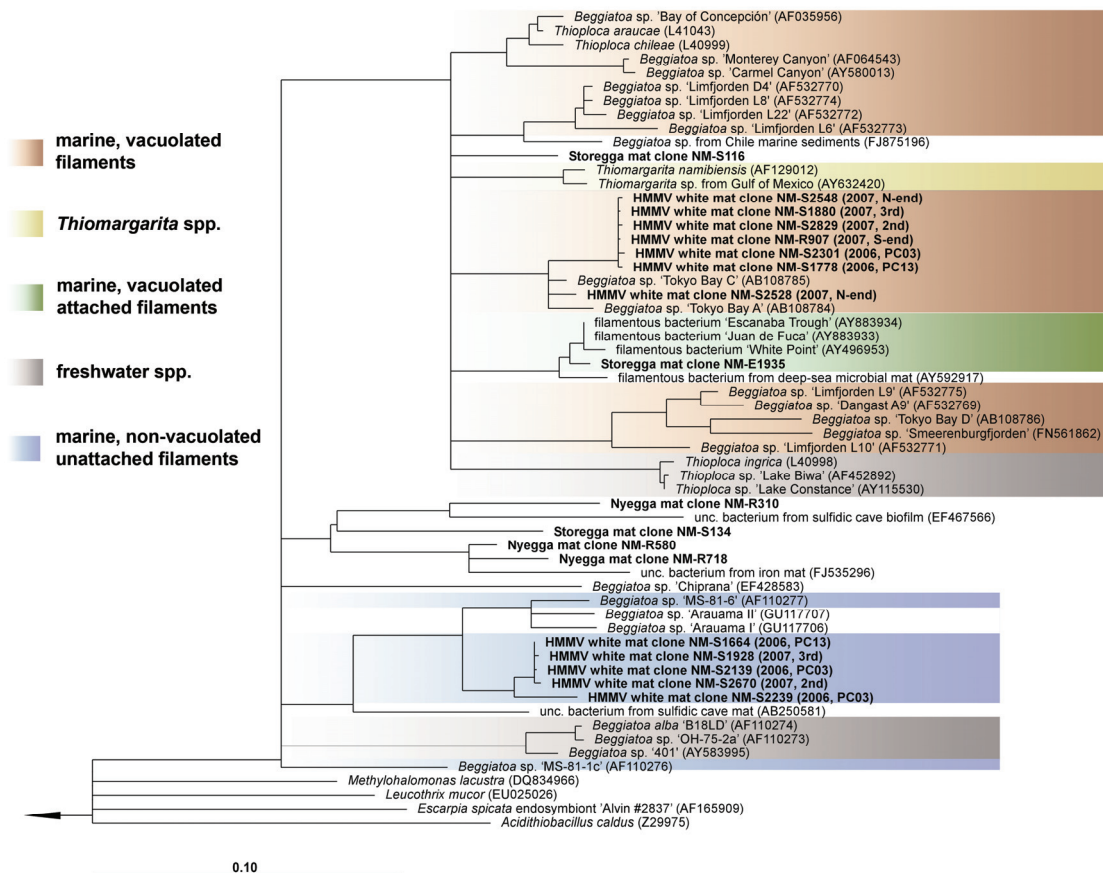 Beggiatoa sp. 'Bay of Concepción' (AF035956)
Thioploca araucae (L41043)
Thioploca chileae (L40999)
Beggiatoa sp. 'Monterey Canyon' (AF064543)
Beggiatoa sp. 'Carmel Canyon' (AY580013)
Beggiatoa sp. 'Limfjorden D4' (AF532770)
Beggiatoa sp. 'Limfjorden L8' (AF532774)
Beggiatoa sp. 'Limfjorden L22' (AF532772)
Beggiatoa sp. 'Limfjorden L6' (AF532773)
Beggiatoa sp. from Chile marine sediments (FJ875196)
Storegga mat clone NM-S116
Thiomargarita namibiensis (AF129012)
Thiomargarita sp. from Gulf of Mexico (AY632420)
HMMV white mat clone NM-S2548 (2007, N-end)
HMMV white mat clone NM-S1880 (2007, 3rd)
HMMV white mat clone NM-S2829 (2007, 2nd)
HMMV white mat clone NM-R907 (2007, S-end)
HMMV white mat clone NM-S2301 (2006, PC03)
HMMV white mat clone NM-S1778 (2006, PC13)
Beggiatoa sp. 'Tokyo Bay C' (AB108785)
HMMV white mat clone NM-S2528 (2007, N-end)
Beggiatoa sp. 'Tokyo Bay A' (AB108784)
filamentous bacterium 'Escanaba Trough' (AY883934)
filamentous bacterium 'Juan de Fuca' (AY883933)
filamentous bacterium 'White Point' (AY496953)
Storegga mat clone NM-E1935
filamentous bacterium from deep-sea microbial mat (AY592917)
Beggiatoa sp. 'Limfjorden L9' (AF532775)
Beggiatoa sp. 'Dangast A9' (AF532769)
Beggiatoa sp. 'Tokyo Bay D' (AB108786)
Beggiatoa sp. 'Smeerenburgfjorden' (FN561862)
Beggiatoa sp. 'Limfjorden L10' (AF532771)
Thioploca ingrica (L40998)
Thioploca sp. 'Lake Biwa' (AF452892)
Thioploca sp. 'Lake Constance' (AY115530)
Nyegga mat clone NM-R310
unc. bacterium from sulfidic cave biofilm (EF467566)
Storegga mat clone NM-S134
Nyegga mat clone NM-R580
Nyegga mat clone NM-R718
unc. bacterium from iron mat (FJ535296)
Beggiatoa sp. 'Chiprana' (EF428583)
Beggiatoa sp. 'MS-81-6' (AF110277)
Beggiatoa sp. 'Arauama II' (GU117707)
Beggiatoa sp. 'Arauama I' (GU117706)
HMMV white mat clone NM-S1664 (2006, PC13)
HMMV white mat clone NM-S1928 (2007, 3rd)
HMMV white mat clone NM-S2139 (2006, PC03)
HMMV white mat clone NM-S2670 (2007, 2nd)
HMMV white mat clone NM-S2239 (2006, PC03)
unc. bacterium from sulfidic cave mat (AB250581)
Beggiatoa alba 'B18LD' (AF110274)
Beggiatoa sp. 'OH-75-2a' (AF110273)
Beggiatoa sp. '401' (AY583995)
Beggiatoa sp. 'MS-81-1c' (AF110276)
Methylohalomonas lacustra (DQ834966)
Leucothrix mucor (EU025026)
Escarpia spicata endosymbiont 'Alvin #2837' (AF165909)
Acidithiobacillus caldus (Z29975)
0.10
marine, vacuolated
filaments
Thiomargarita spp.
marine, vacuolated
attached filaments
freshwater spp.
marine, non-vacuolated
unattached filaments